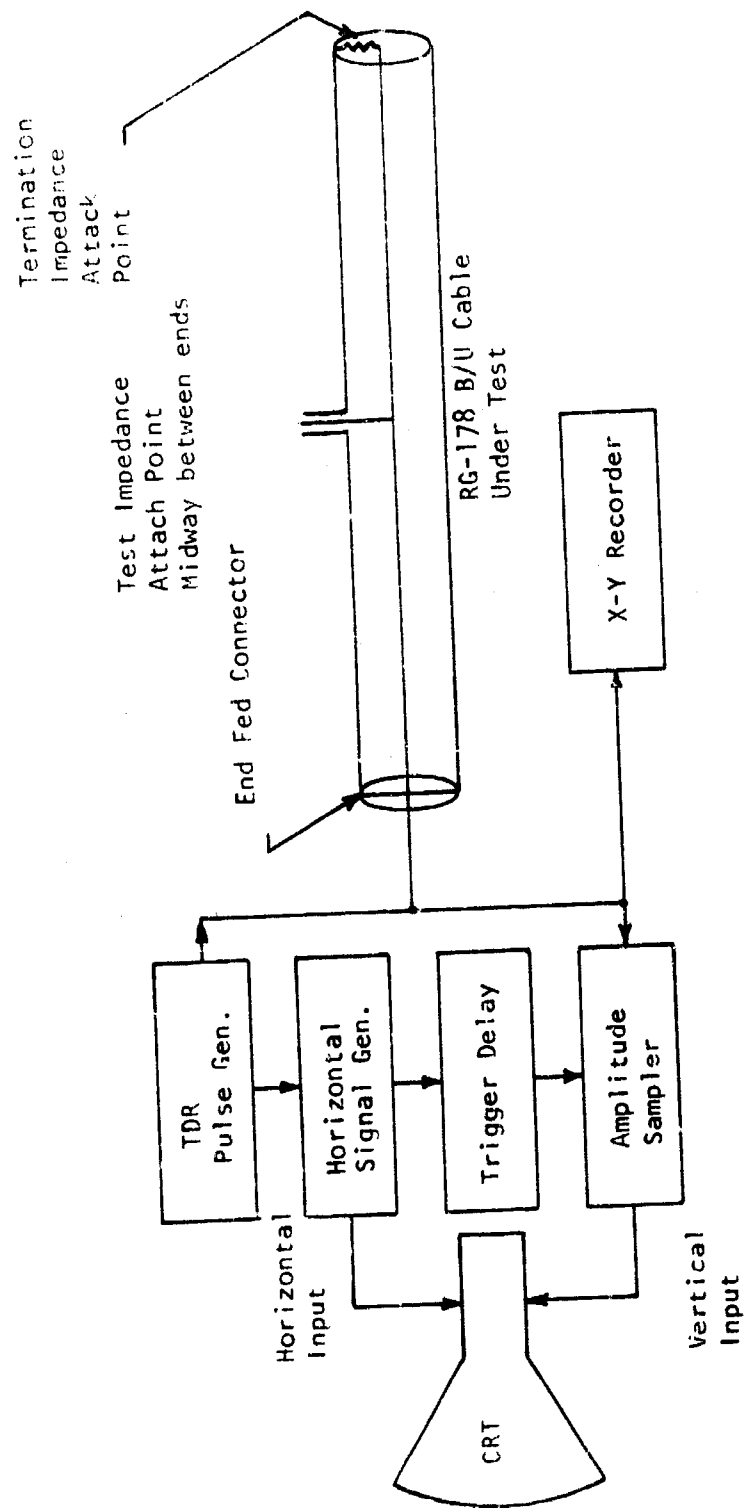 Termination
Impedance
Attack
Point
Test Impedance
Attach Point
Midway between ends
End Fed Connector
RG-178 B/U Cable
Under Test
X-Y Recorder
TDR
Pulse Gen.
Horizontal
Signal Gen.
Trigger Delay
Amplitude
Sampler
Horizontal
Input
Vertical
Input
CRT